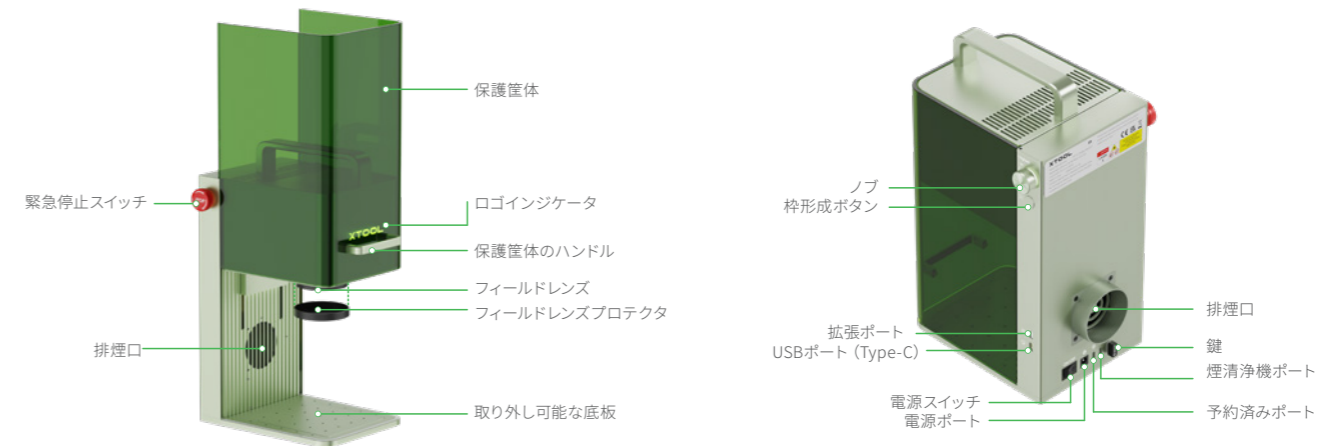 保護筐体
緊急停止スイッチ
ロゴインジケータ
XTOOL
保護筐体のハンドル
フィールドレンズ
フィールドレンズプロテクタ
排煙口
取り外し可能な底板
XTOOL
CE
ノブ
枠形成ボタン
排煙口
拡張ポート
USBポート（Type-C）
鍵
煙清浄機ポート
電源スイッチ
電源ポート
予約済みポート